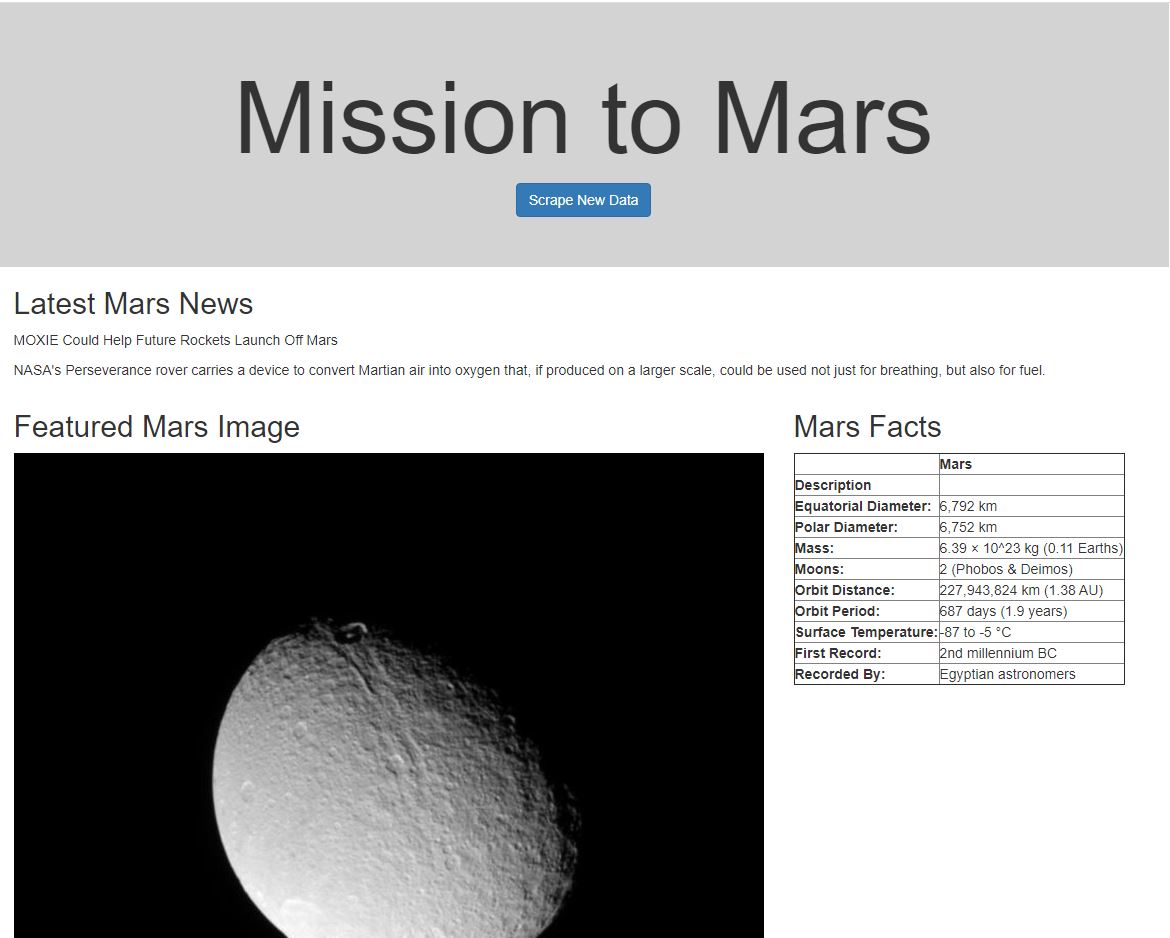 Mission to Mars
Scrape New Data
Latest Mars News
MOXIE Could Help Future Rockets Launch Off Mars
NASA's Perseverance rover carries a device to convert Martian air into oxygen that, if produced on a larger scale, could be used not just for breathing, but also for fuel.
Featured Mars Image
Mars Facts
Mars
Description
Equatorial Diameter: 6,792 km
Polar Diameter: 6,752 km
Mass: 6.39 × 10^23 kg (0.11 Earths)
Moons: 2 (Phobos & Deimos)
Orbit Distance: 227,943,824 km (1.38 AU)
Orbit Period: 687 days (1.9 years)
Surface Temperature: -87 to -5 °C
First Record: 2nd millennium BC
Recorded By: Egyptian astronomers